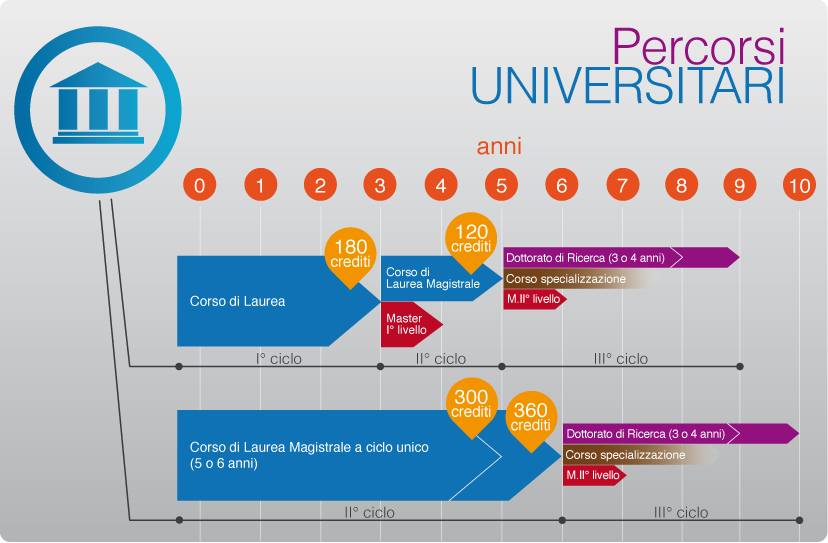 Percorsi
UNIVERSITARI
anni
0 1 2 3 4 5 6 7 8 9 10
180
crediti
120
crediti
Corso di Laurea
Corso di
Laurea Magistrale
Master
I° livello
Dottorato di Ricerca (3 o 4 anni)
Corso specializzazione
M.II° livello
I° ciclo
II° ciclo
III° ciclo
300
crediti
360
crediti
Corso di Laurea Magistrale a ciclo unico
(5 o 6 anni)
Dottorato di Ricerca (3 o 4 anni)
Corso specializzazione
M.II° livello
II° ciclo
III° ciclo